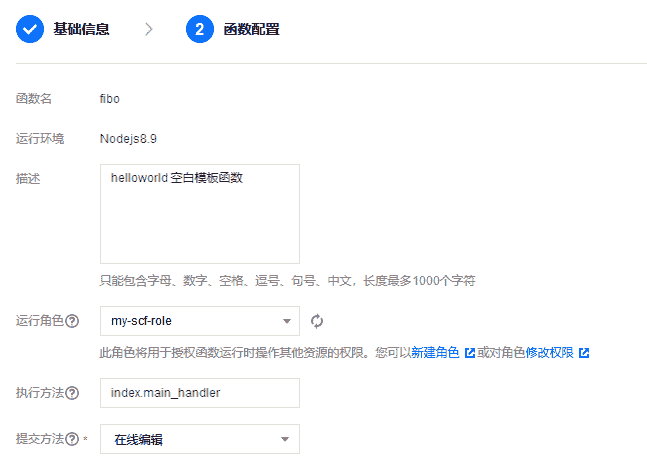 基础信息
2 函数配置
函数名 fibo
运行环境 Nodejs8.9
描述 helloworld 空白模板函数
只能包含字母、数字、空格、逗号、句号、中文，长度最多1000个字符
运行角色 my-scf-role
此角色将用于授权函数运行时操作其他资源的权限。您可以新建角色 或对角色修改权限
执行方法 index.main_handler
提交方法 * 在线编辑